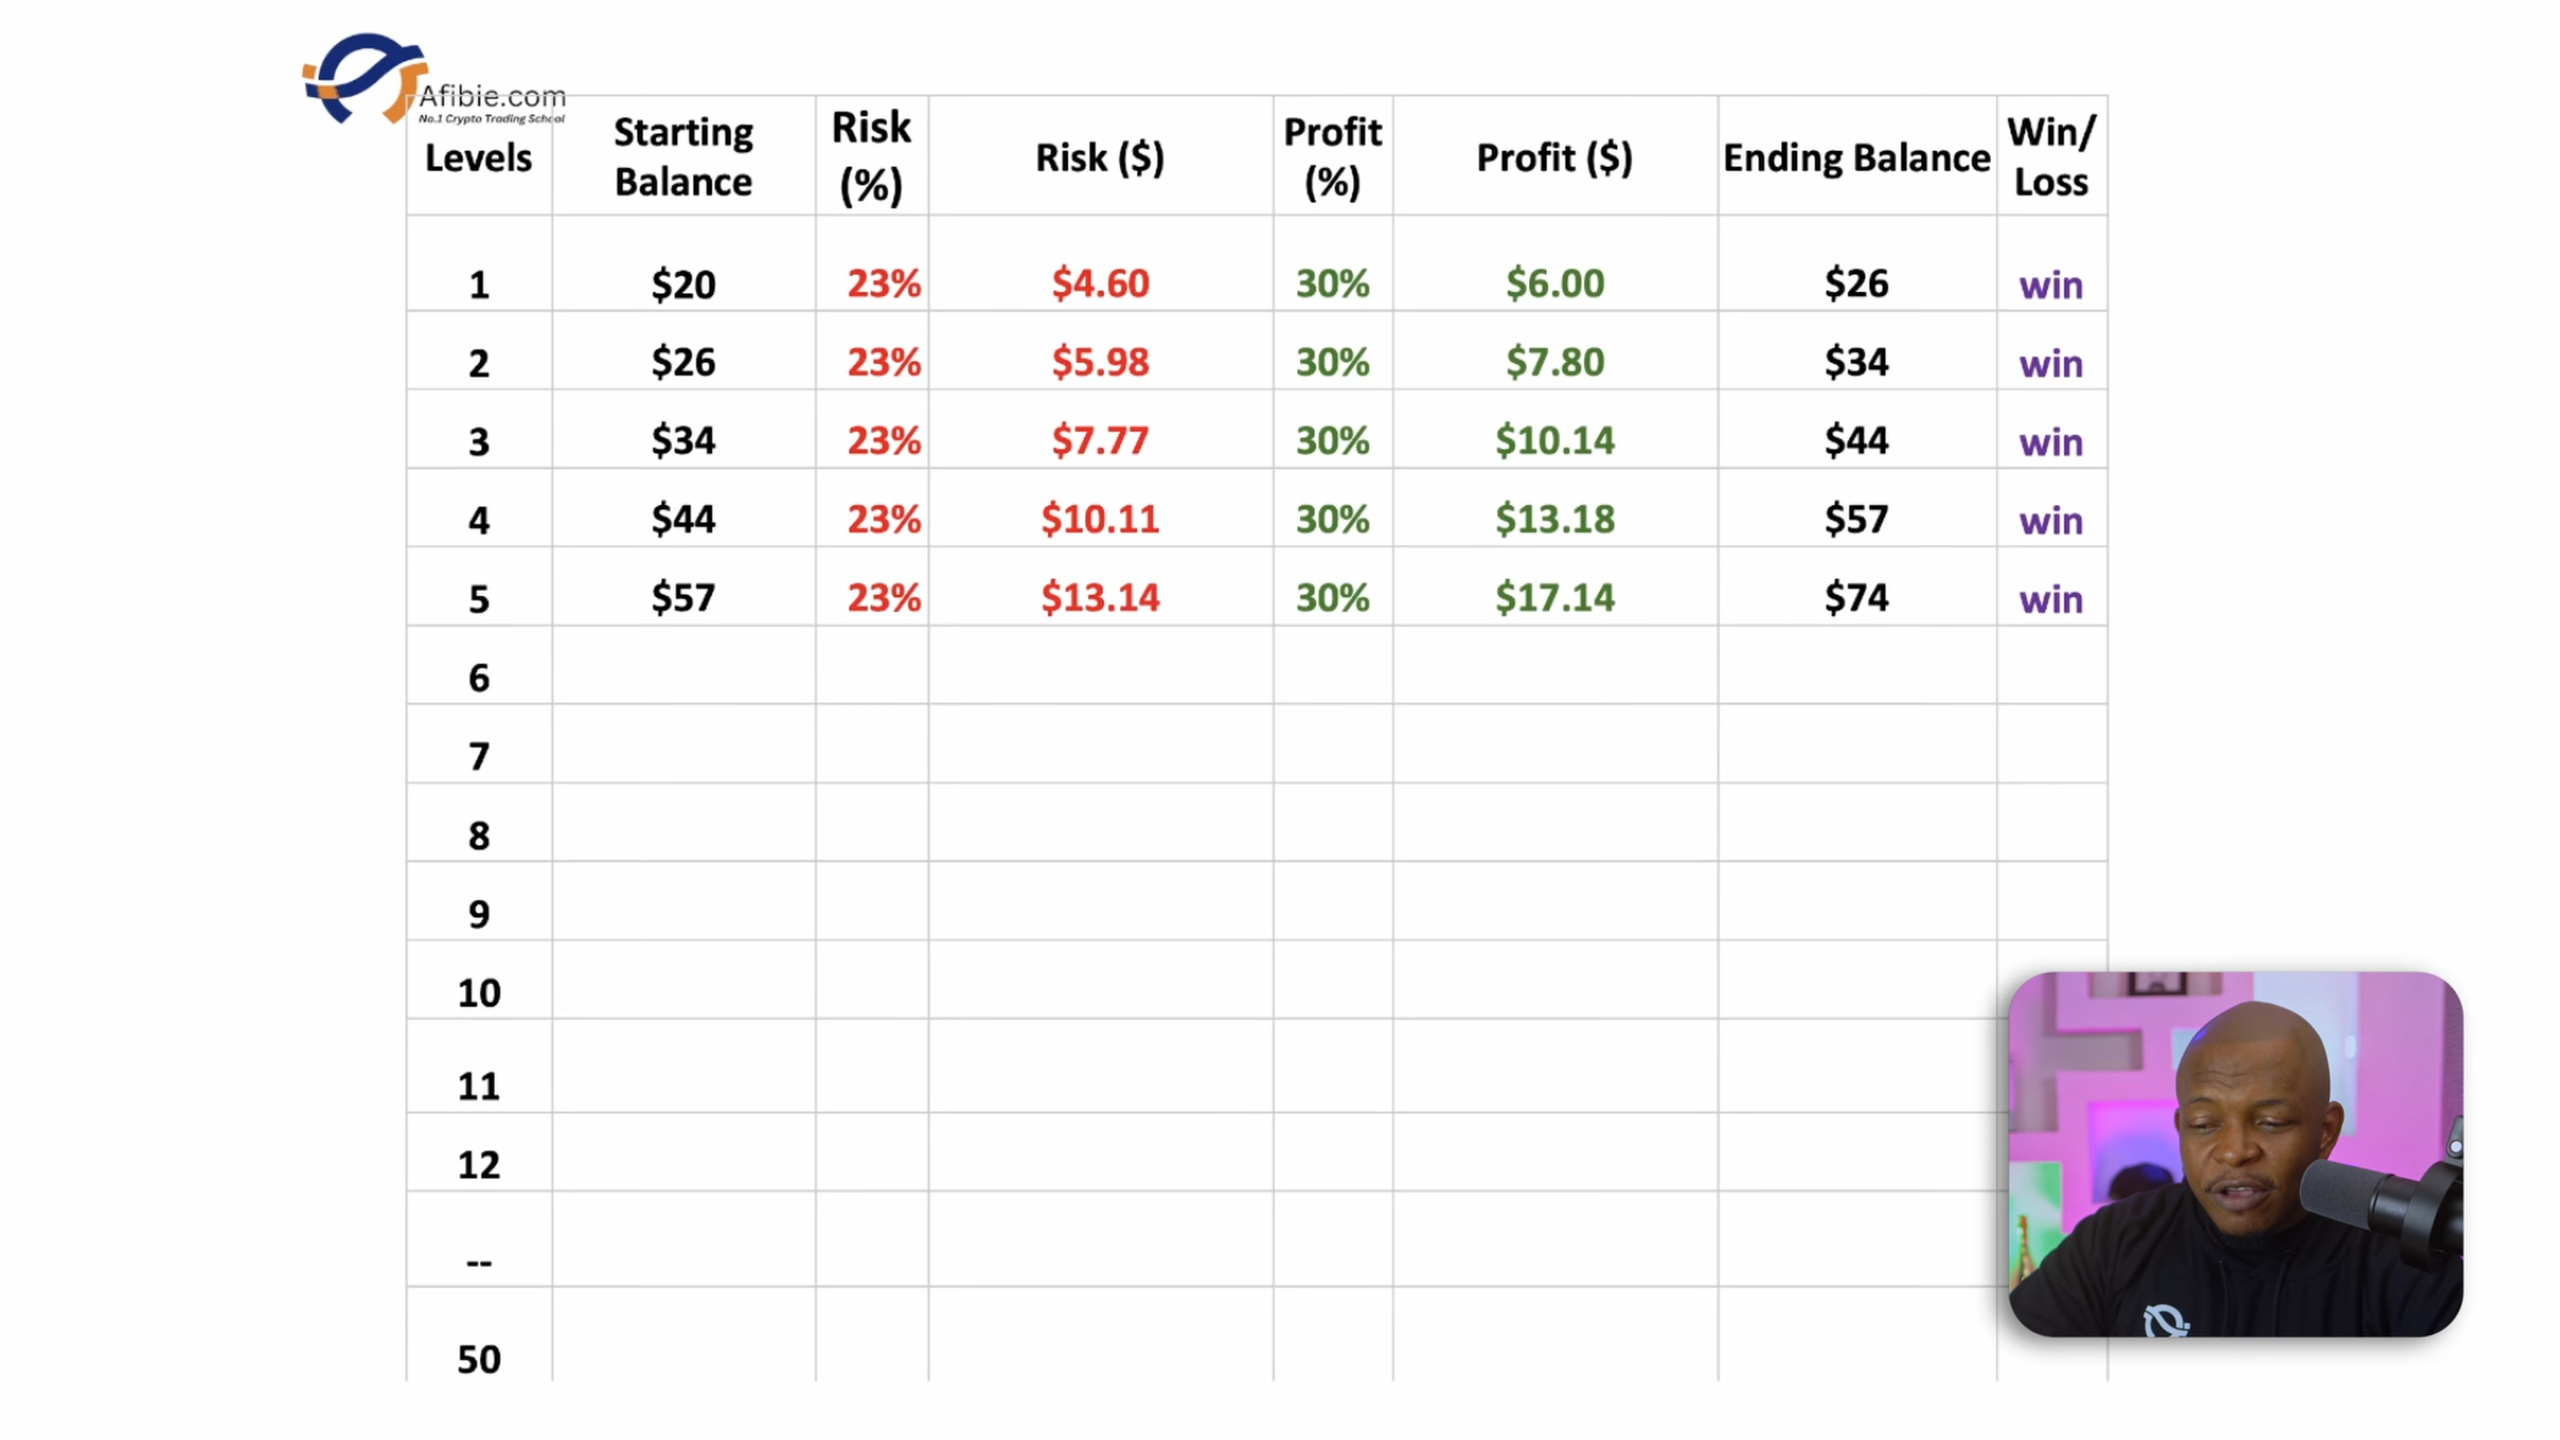 Afibie.com
No.1 Crypto Trading School
Levels Starting Balance Risk (%) Risk ($) Profit (%) Profit ($) Ending Balance Win/ Loss
1 $20 23% $4.60 30% $6.00 $26 win
2 $26 23% $5.98 30% $7.80 $34 win
3 $34 23% $7.77 30% $10.14 $44 win
4 $44 23% $10.11 30% $13.18 $57 win
5 $57 23% $13.14 30% $17.14 $74 win
6
7
8
9
10
11
12
--
50